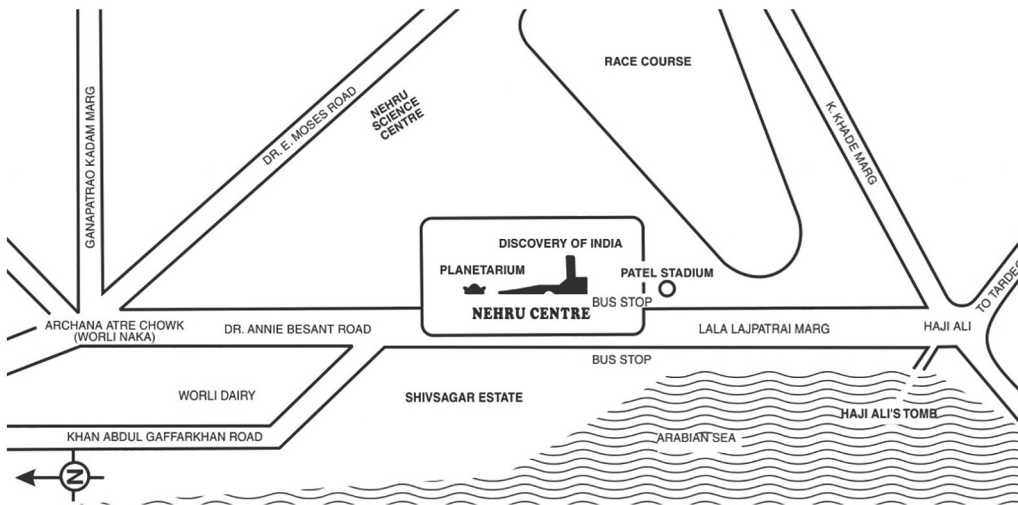 GANAPATRAO KADAM MARG
DR. E. MOSES ROAD
NEHRU
SCIENCE
CENTRE
RACE COURSE
K. KHADE MARG
DISCOVERY OF INDIA
PLANETARIUM
PATEL STADIUM
BUS STOP
NEHRU CENTRE
TO TARDEO
ARCHANA ATRE CHOWK
(WORLI NAKA)
DR. ANNIE BESANT ROAD
LALA LAJPATRAI MARG
HAJI ALI
BUS STOP
WORLI DAIRY
SHIVSAGAR ESTATE
HAJI ALI'S TOMB
KHAN ABDUL GAFFARKHAN ROAD
ARABIAN SEA
N